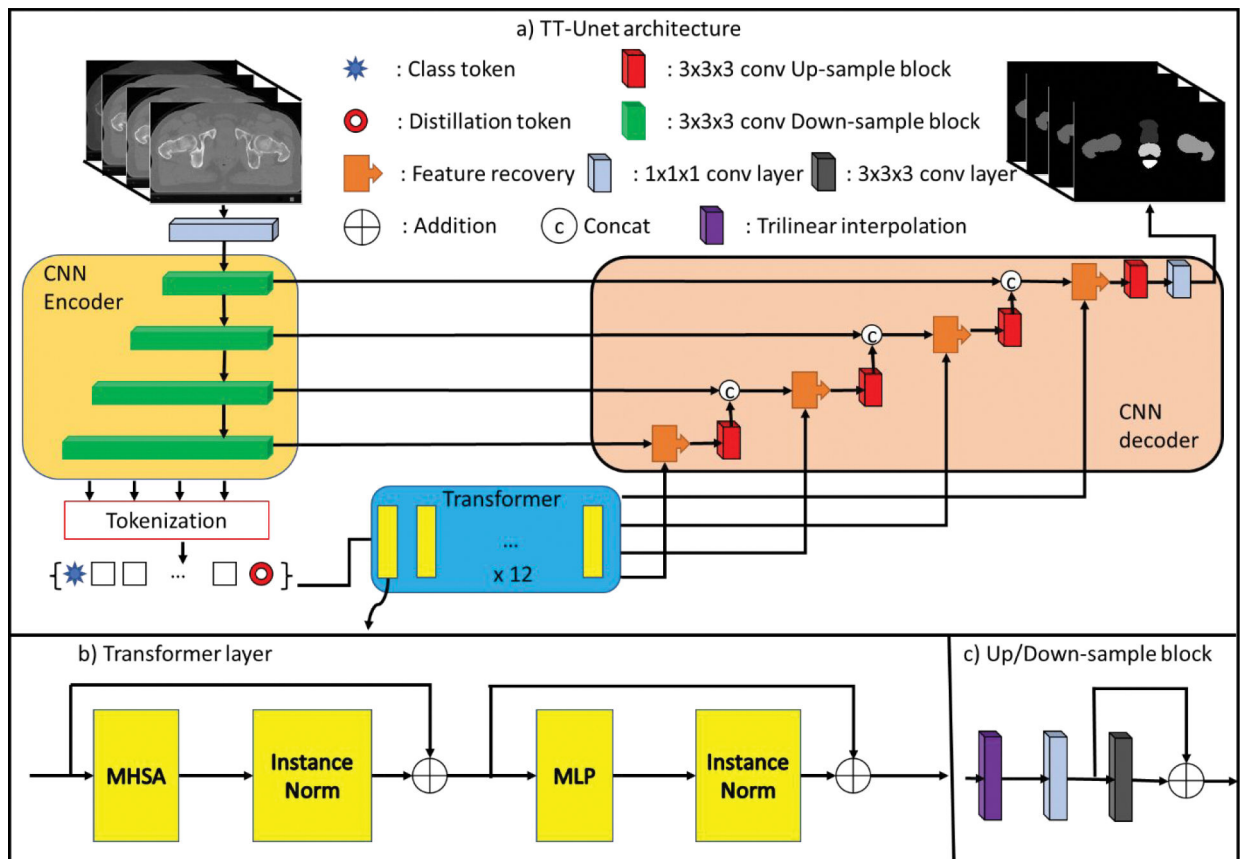 a) TT-Unet architecture
: Class token
: 3x3x3 conv Up-sample block
: Distillation token
: 3x3x3 conv Down-sample block
: Feature recovery
: 1x1x1 conv layer
: 3x3x3 conv layer
: Addition
c Concat
: Trilinear interpolation
CNN
Encoder
c
c
c
CNN
decoder
Tokenization
{ ... }
Transformer
...
x 12
b) Transformer layer
MHSA
Instance
Norm
MLP
Instance
Norm
c) Up/Down-sample block